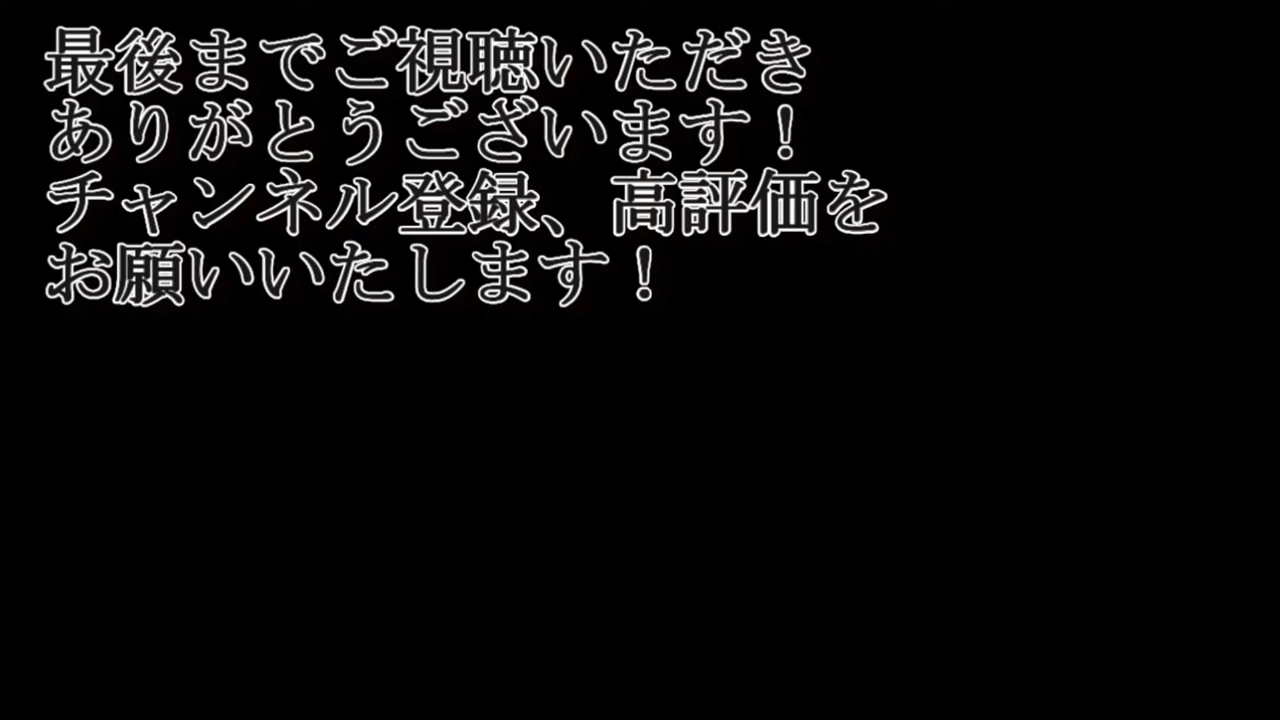 最後までご視聴いただき
ありがとうございます！
チャンネル登録、高評価を
お願いいたします！